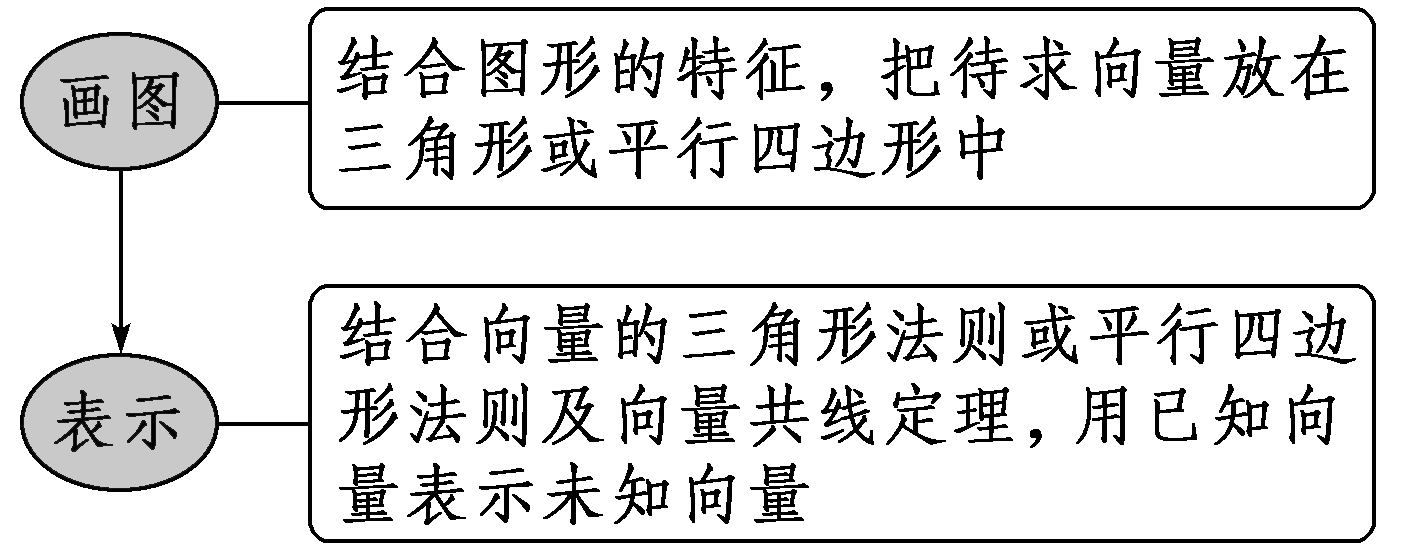 画图
结合图形的特征，把待求向量放在
三角形或平行四边形中
表示
结合向量的三角形法则或平行四边
形法则及向量共线定理，用已知向
量表示未知向量